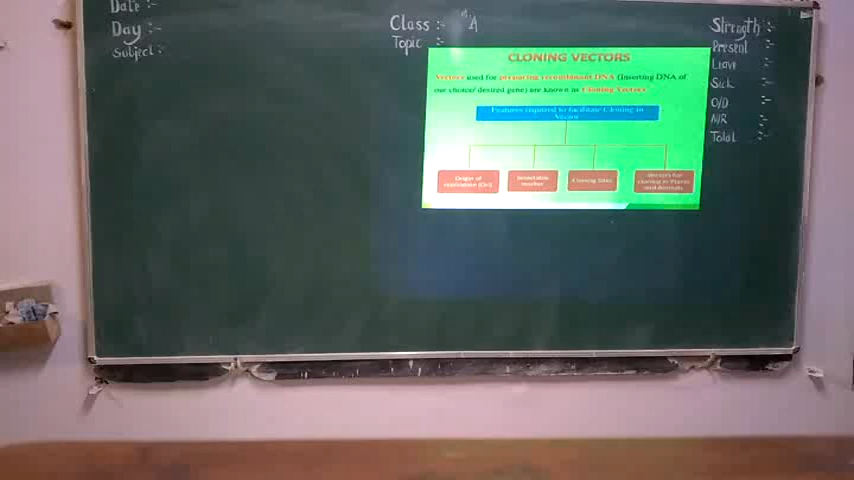 Date :-
Day :-
Subject :-
Class :- A
Topic :-
Strength :-
Present :-
Leave :-
Sick :-
O/D :-
N/R :-
Total :-
CLONING VECTORS
Vectors used for preparing recombinant DNA (Inserting DNA of
our choice/ desired gene) are known as Cloning Vectors
Features required to facilitate Cloning in
Vector
Origin of
replication (Ori)
Selectable
marker
Cloning Sites
Vectors for
cloning in Plants
and Animals